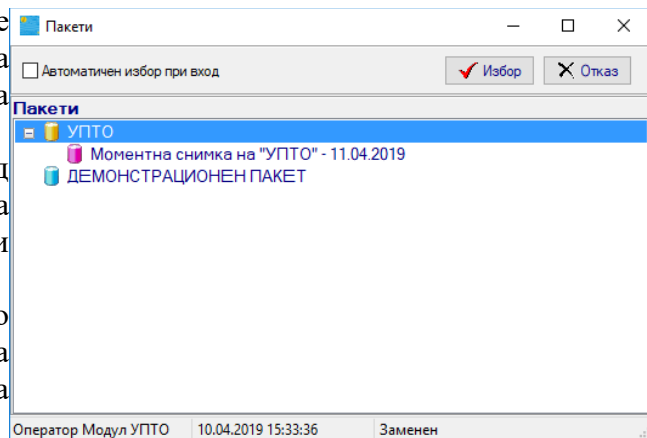 Пакети
Автоматичен избор при вход
Избор
Отказ
Пакети
УПТО
Моментна снимка на "УПТО" - 11.04.2019
ДЕМОНСТРАЦИОНЕН ПАКЕТ
Оператор Модул УПТО 10.04.2019 15:33:36 Заменен